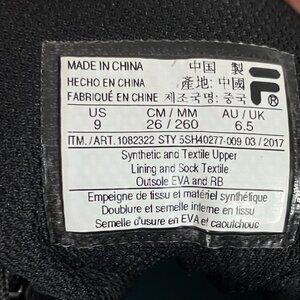 MADE IN CHINA 中国 製
HECHO EN CHINA 產地: 中國
FABRIQUÉ EN CHINE 제조국: 중국
US CM / MM AU / UK
9 26 / 260 6.5
ITM. / ART. 1082322 STY 5SH40277-009 03 / 2017
Synthetic and Textile Upper
Lining and Sock Textile
Outsole EVA and RB
Empeigne de tissu et matériel synthétique
Doublure et semelle interne en tissu
Semelle d'usure en EVA et caoutchouc